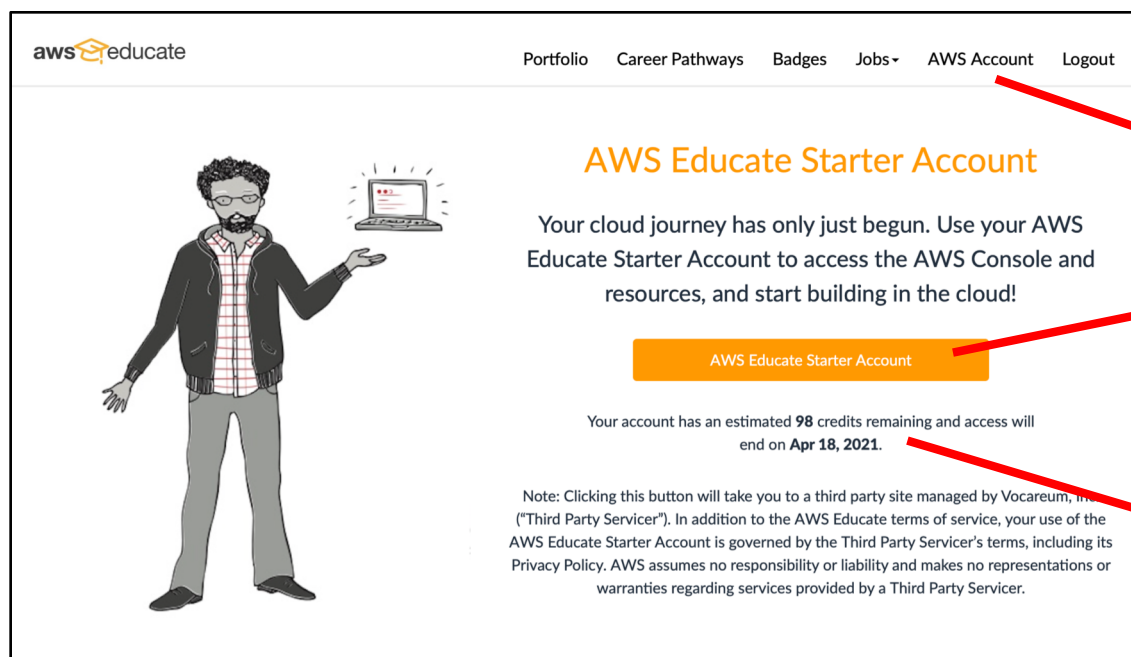 aws educate
Portfolio Career Pathways Badges Jobs AWS Account Logout
AWS Educate Starter Account
Your cloud journey has only just begun. Use your AWS
Educate Starter Account to access the AWS Console and
resources, and start building in the cloud!
AWS Educate Starter Account
Your account has an estimated 98 credits remaining and access will
end on Apr 18, 2021.
Note: Clicking this button will take you to a third party site managed by Vocareum,
("Third Party Servicer"). In addition to the AWS Educate terms of service, your use of the
AWS Educate Starter Account is governed by the Third Party Servicer's terms, including its
Privacy Policy. AWS assumes no responsibility or liability and makes no representations or
warranties regarding services provided by a Third Party Servicer.